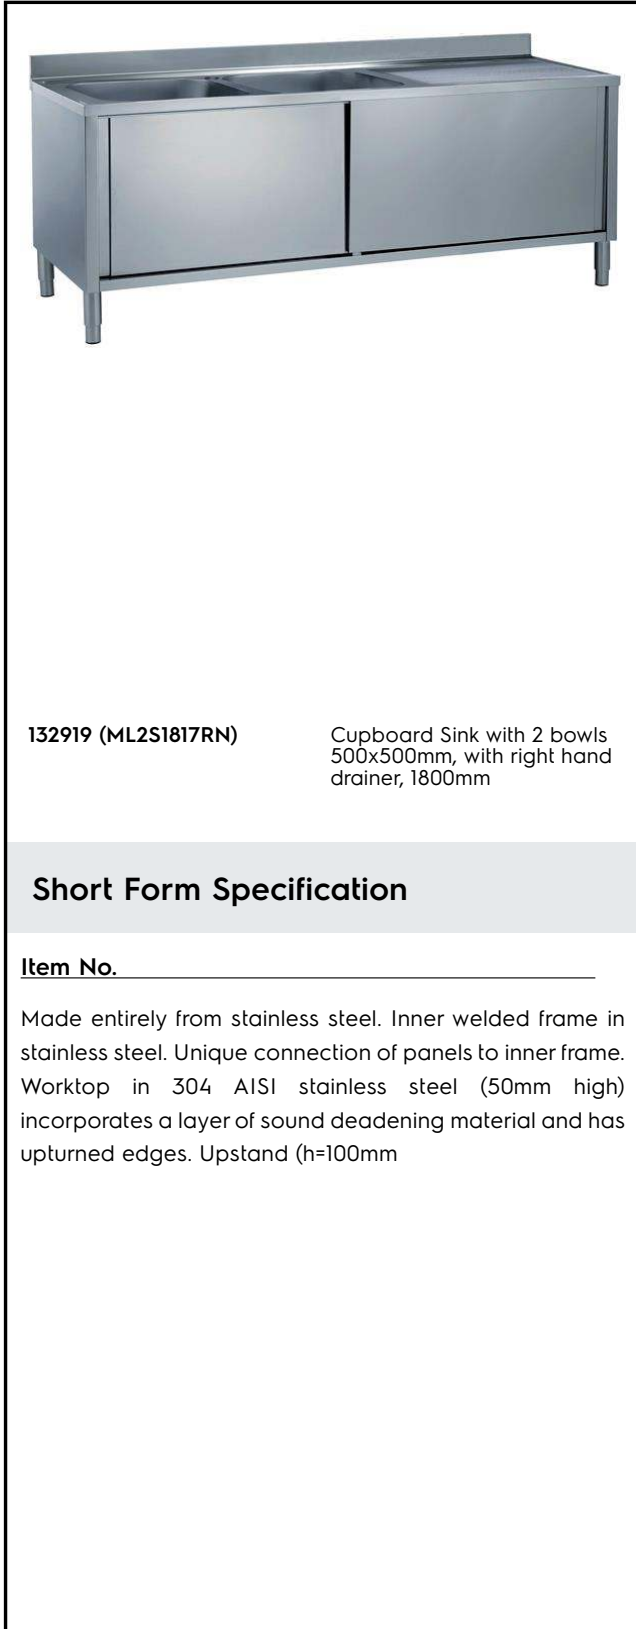 132919 (ML2S1817RN)
Cupboard Sink with 2 bowls
500x500mm, with right hand
drainer, 1800mm
Short Form Specification
Item No.
Made entirely from stainless steel. Inner welded frame in
stainless steel. Unique connection of panels to inner frame.
Worktop in 304 AISI stainless steel (50mm high)
incorporates a layer of sound deadening material and has
upturned edges. Upstand (h=100mm